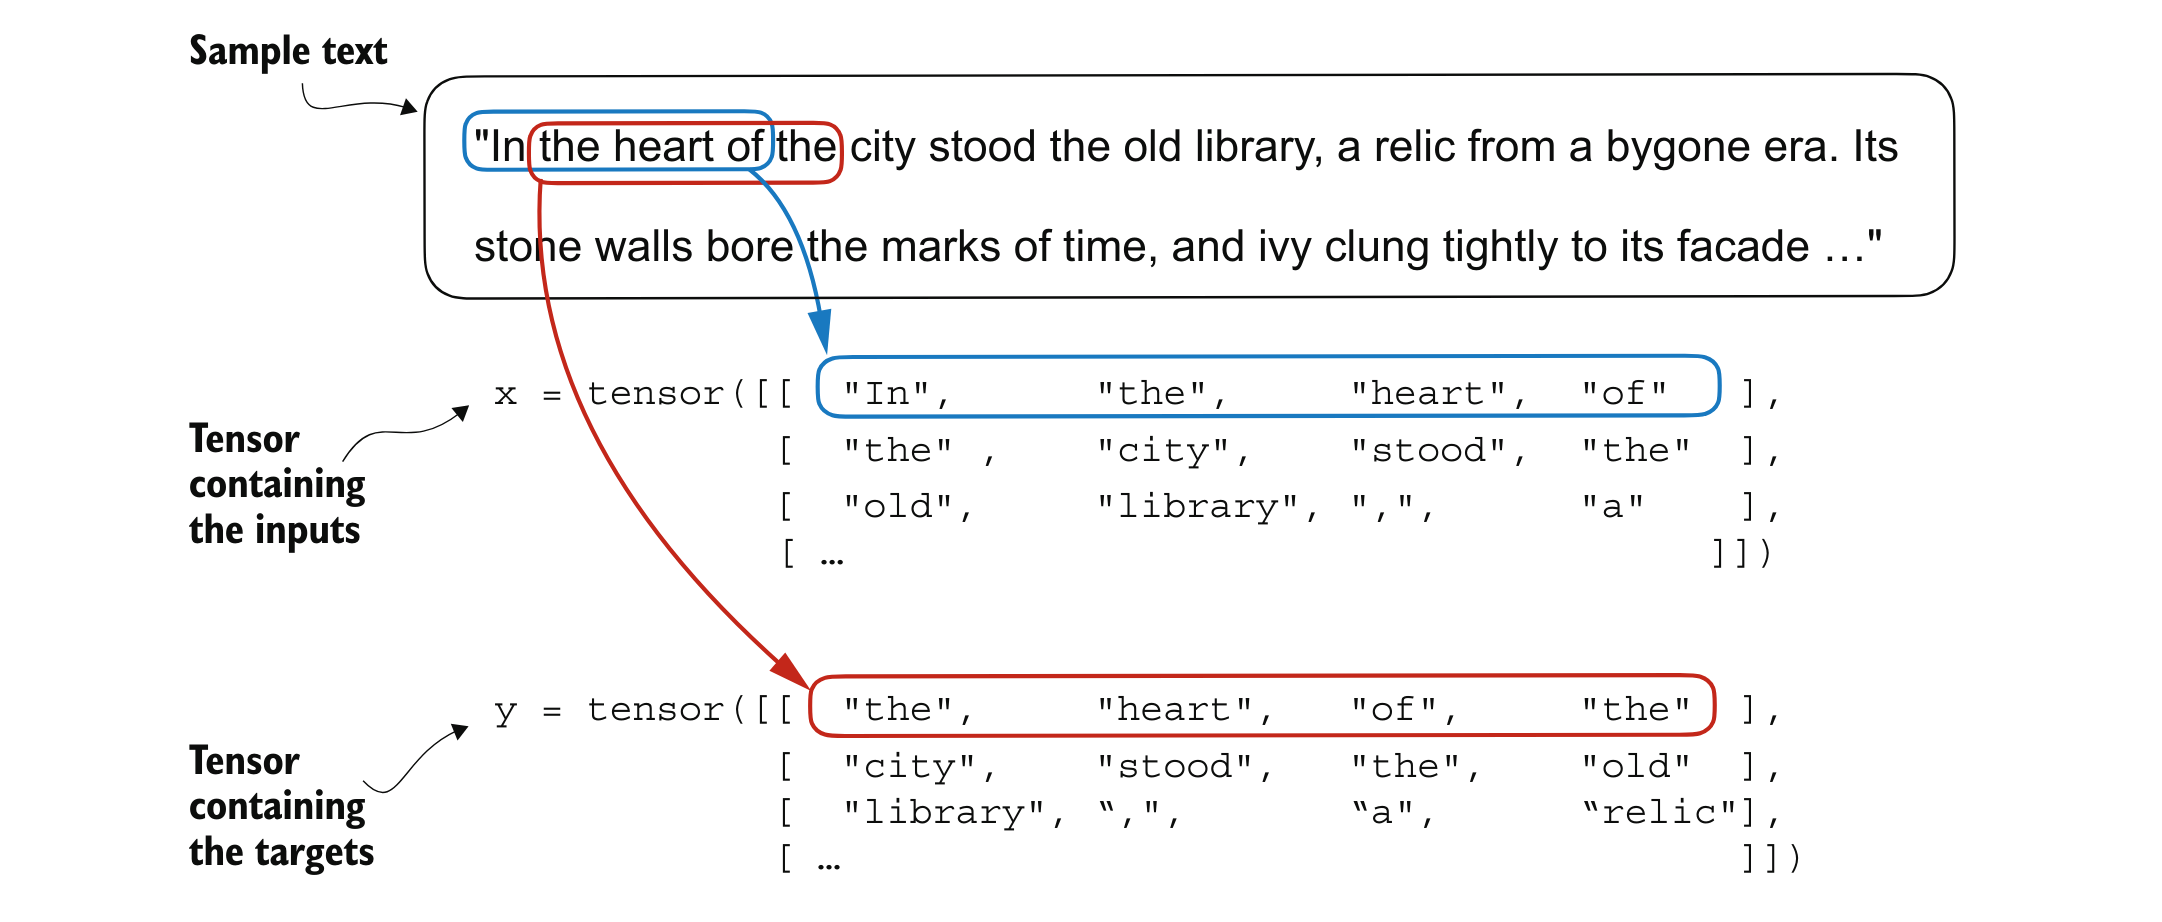 Sample text
"In the heart of the city stood the old library, a relic from a bygone era. Its
stone walls bore the marks of time, and ivy clung tightly to its facade …"
x = tensor([[ "In", "the", "heart", "of" ],
[ "the" , "city", "stood", "the" ],
[ "old", "library", ",", "a" ],
[ … ]])
Tensor
containing
the inputs
y = tensor([[ "the", "heart", "of", "the" ],
[ "city", "stood", "the", "old" ],
[ "library", “,", “a", “relic"],
[ … ]])
Tensor
containing
the targets